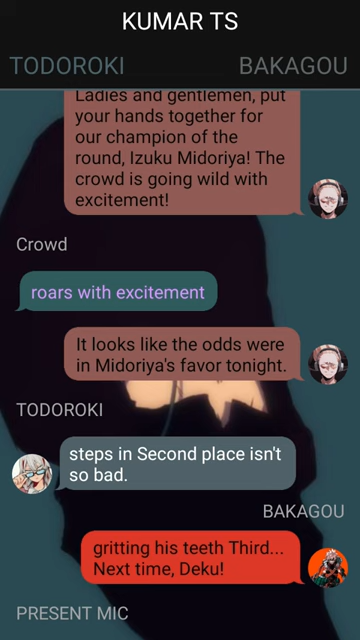 KUMAR TS
TODOROKI BAKAGOU
Ladies and gentlemen, put
your hands together for
our champion of the
round, Izuku Midoriya! The
crowd is going wild with
excitement!
Crowd
roars with excitement
It looks like the odds were
in Midoriya's favor tonight.
TODOROKI
steps in Second place isn't
so bad.
BAKAGOU
gritting his teeth Third...
Next time, Deku!
PRESENT MIC